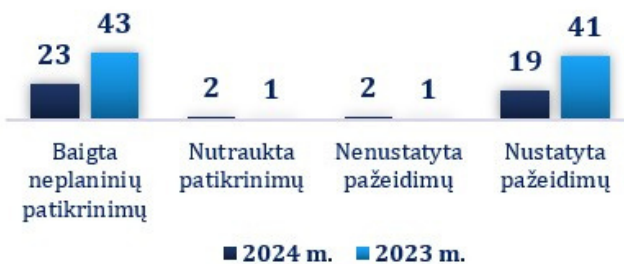 23 43 2 1 2 1 19 41
Baigta Nutraukta Nenustatyta Nustatyta
neplaninių patikrinimų pažeidimų pažeidimų
patikrinimų
2024 m. 2023 m.